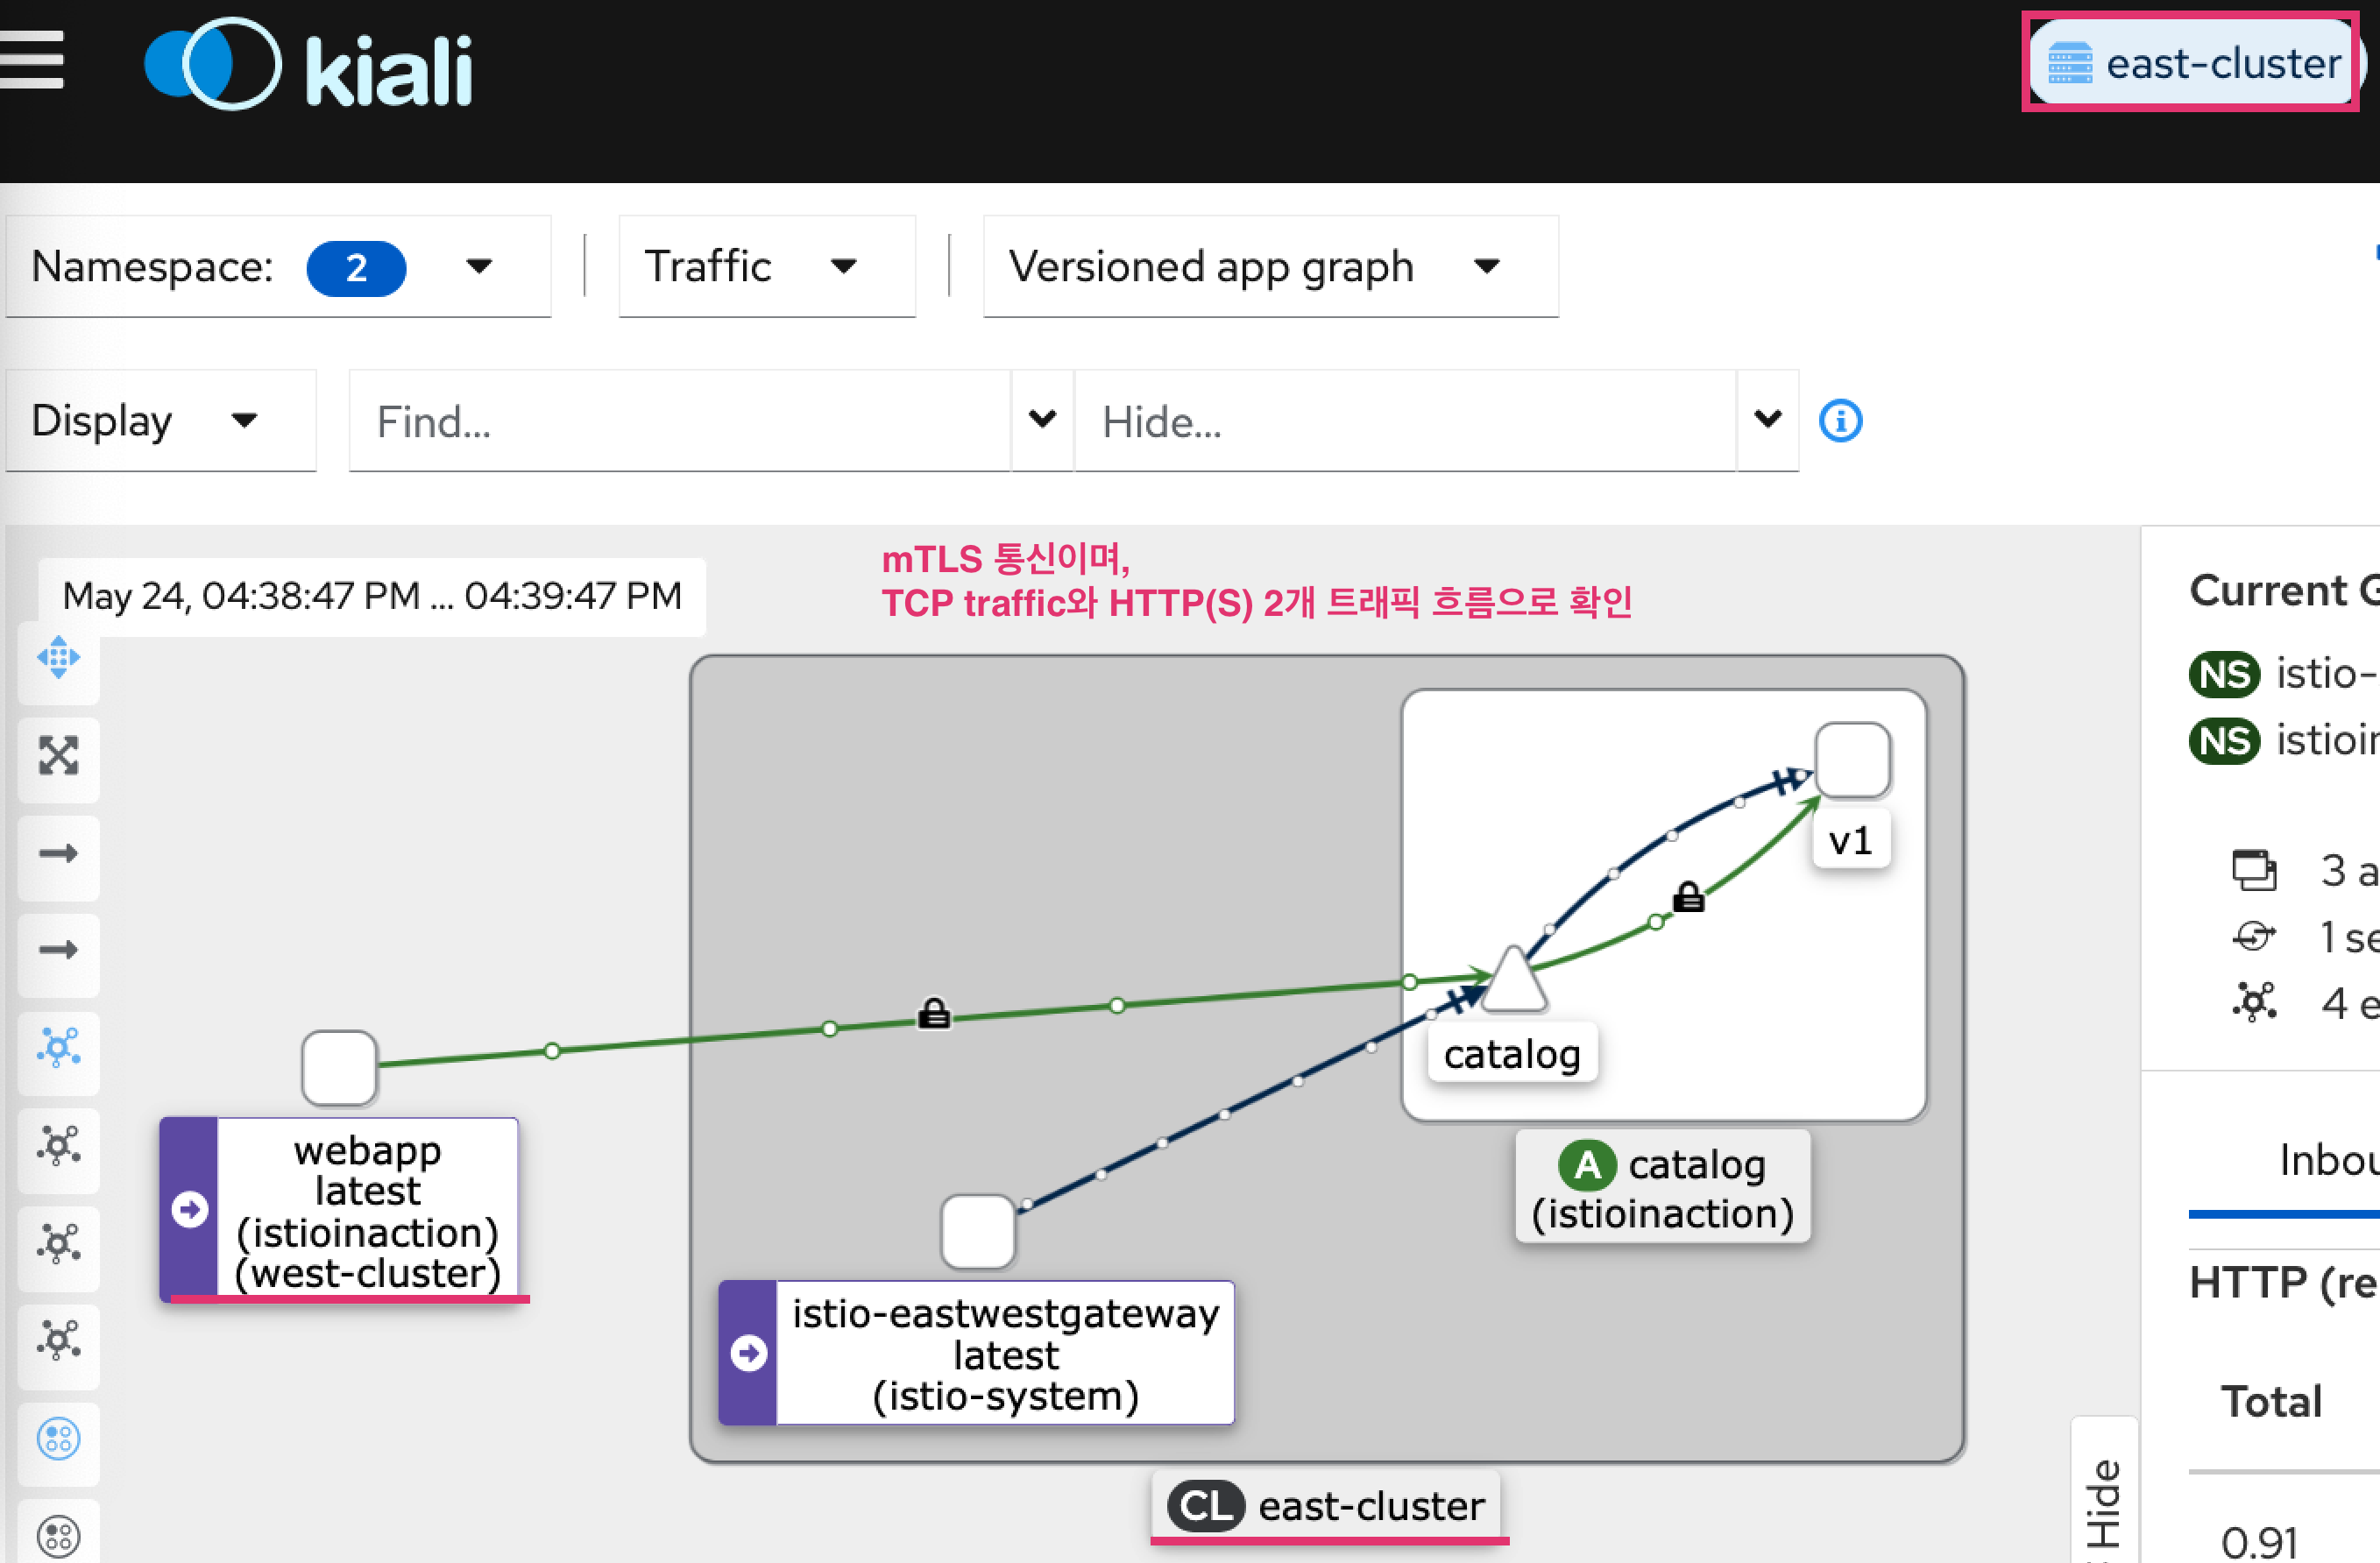 kiali
east-cluster
Namespace: 2
Traffic
Versioned app graph
Display
Find...
Hide...
May 24, 04:38:47 PM ... 04:39:47 PM
mTLS 통신이며,
TCP traffic와 HTTP(S) 2개 트래픽 흐름으로 확인
v1
catalog
A catalog
(istioinaction)
webapp
latest
(istioinaction)
(west-cluster)
istio-eastwestgateway
latest
(istio-system)
CL east-cluster
Current G
NS istio-
NS istioin
3 a
1 se
4 e
Inbou
HTTP (re
Total
0.91
Hide